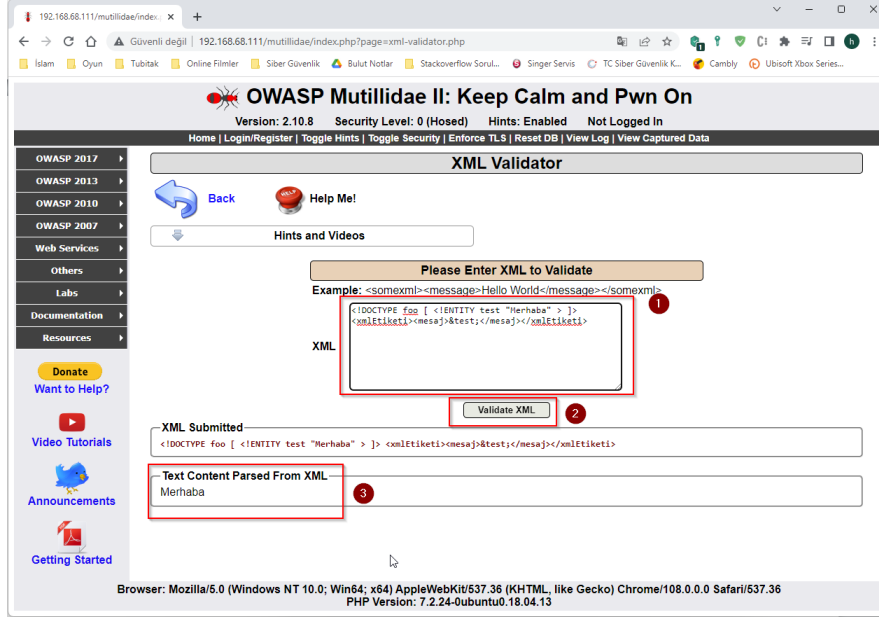 192.168.68.111/mutillidae/index.
Güvenli değil | 192.168.68.111/mutillidae/index.php?page=xml-validator.php
İslam Oyun Tubitak Online Filmler Siber Güvenlik Bulut Notlar Stackoverflow Sorul... Singer Servis TC Siber Güvenlik K... Cambly Ubisoft Xbox Series...
OWASP Mutillidae II: Keep Calm and Pwn On
Version: 2.10.8 Security Level: 0 (Hosed) Hints: Enabled Not Logged In
Home | Login/Register | Toggle Hints | Toggle Security | Enforce TLS | Reset DB | View Log | View Captured Data
OWASP 2017
OWASP 2013
OWASP 2010
OWASP 2007
Web Services
Others
Labs
Documentation
Resources
Donate
Want to Help?
Video Tutorials
Announcements
Getting Started
XML Validator
Back
HELP
Help Me!
Hints and Videos
Please Enter XML to Validate
Example: <somexml><message>Hello World</message></somexml>
1
XML
<!DOCTYPE foo [ <!ENTITY test "Merhaba" > ]>
<xmlEtiketi><mesaj>&test;</mesaj></xmlEtiketi>
Validate XML
2
XML Submitted
<!DOCTYPE foo [ <!ENTITY test "Merhaba" > ]> <xmlEtiketi><mesaj>&test;</mesaj></xmlEtiketi>
Text Content Parsed From XML
Merhaba
3
Browser: Mozilla/5.0 (Windows NT 10.0; Win64; x64) AppleWebKit/537.36 (KHTML, like Gecko) Chrome/108.0.0.0 Safari/537.36
PHP Version: 7.2.24-0ubuntu0.18.04.13